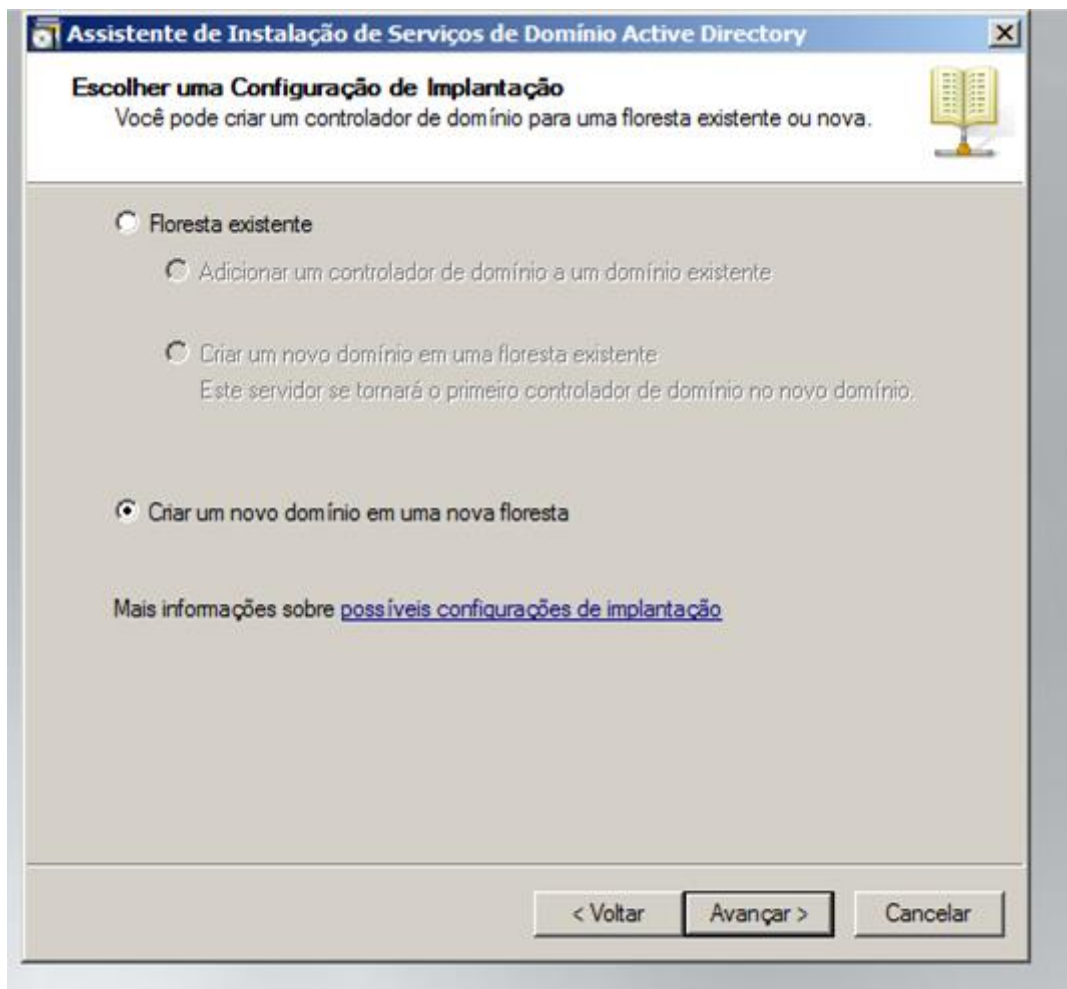 Assistente de Instalação de Serviços de Domínio Active Directory
Escolher uma Configuração de Implantação
Você pode criar um controlador de domínio para uma floresta existente ou nova.
Floresta existente
Adicionar um controlador de domínio a um domínio existente
Criar um novo domínio em uma floresta existente
Este servidor se tornará o primeiro controlador de domínio no novo domínio.
Criar um novo domínio em uma nova floresta
Mais informações sobre possíveis configurações de implantação
< Voltar
Avançar >
Cancelar